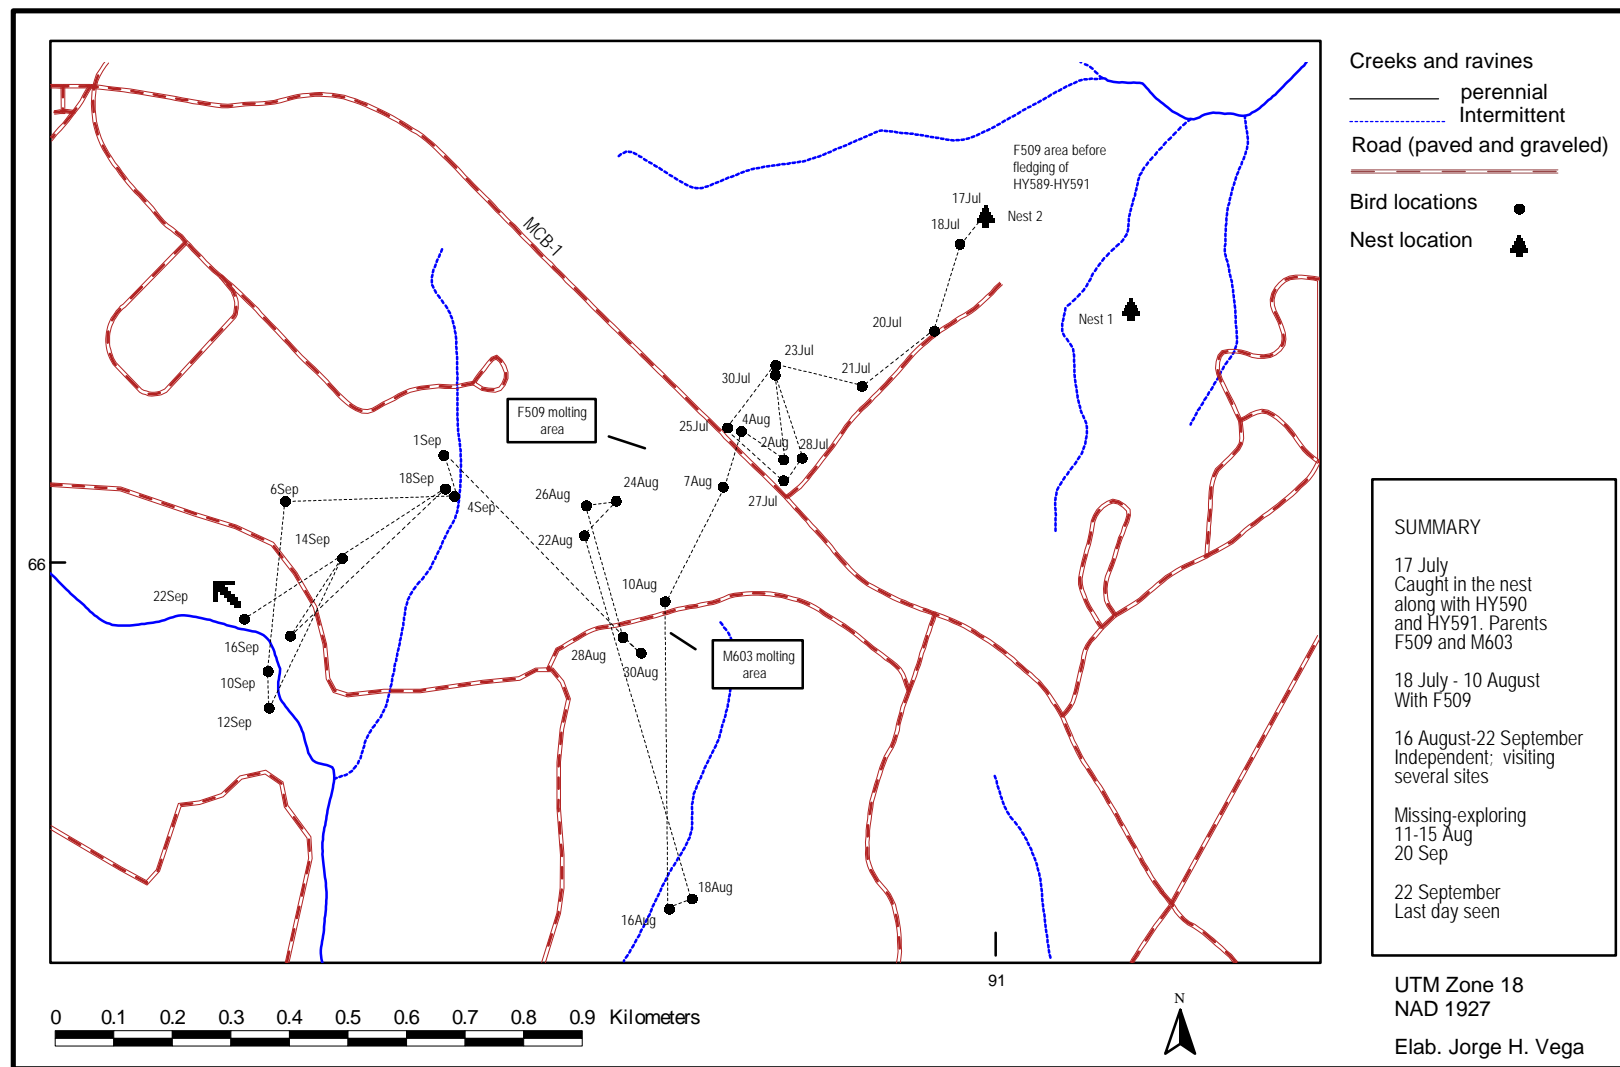 Creeks and ravines
perennial
Intermittent
Road (paved and graveled)
Bird locations
Nest location
F509 area before
fledging of
HY589-HY591
17Jul
Nest 2
18Jul
MCB-1
Nest 1
20Jul
23Jul
21Jul
30Jul
F509 molting
area
4Aug
25Jul
1Sep
2Aug
28Jul
18Sep
24Aug
7Aug
6Sep
26Aug
27Jul
4Sep
14Sep
22Aug
66
10Aug
22Sep
16Sep
28Aug
30Aug
M603 molting
area
10Sep
12Sep
18Aug
16Aug
SUMMARY
17 July
Caught in the nest
along with HY590
and HY591. Parents
F509 and M603
18 July - 10 August
With F509
16 August-22 September
Independent; visiting
several sites
Missing-exploring
11-15 Aug
20 Sep
22 September
Last day seen
91
0 0.1 0.2 0.3 0.4 0.5 0.6 0.7 0.8 0.9 Kilometers
N
UTM Zone 18
NAD 1927
Elab. Jorge H. Vega